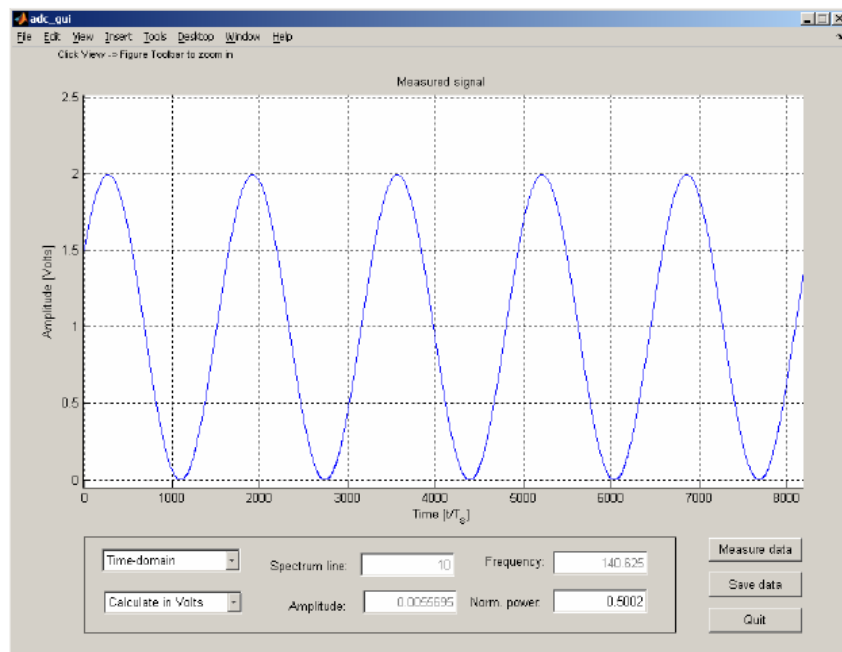 adc_gui
File Edit View Insert Tools Desktop Window Help
Click View -> Figure Toolbar to zoom in
Measured signal
2.5
2
1.5
1
0.5
0
Amplitude [Volts]
0 1000 2000 3000 4000 5000 6000 7000 8000
Time [t/Ts]
Time-domain
Spectrum line: 10
Frequency: 140.625
Calculate in Volts
Amplitude: 0.0055695
Norm. power: 0.5002
Measure data
Save data
Quit